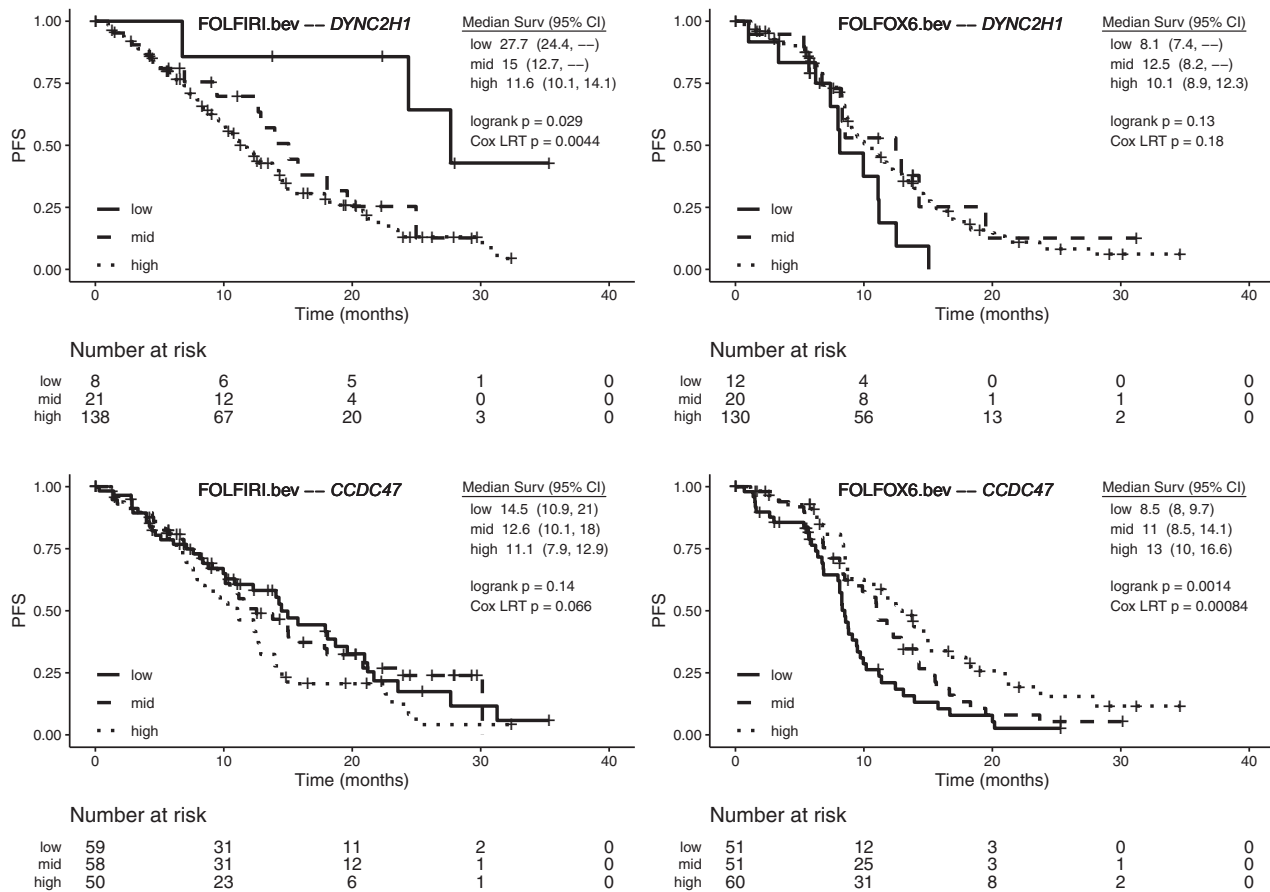 FOLFIRI.bev –– DYNC2H1
Median Surv (95% CI)
low 27.7 (24.4, ––)
mid 15 (12.7, ––)
high 11.6 (10.1, 14.1)
logrank p = 0.029
Cox LRT p = 0.0044
PFS
1.00
0.75
0.50
0.25
0.00
low
mid
high
0 10 20 30 40
Time (months)
Number at risk
low 8 6 5 1 0
mid 21 12 4 0 0
high 138 67 20 3 0
FOLFOX6.bev –– DYNC2H1
Median Surv (95% CI)
low 8.1 (7.4, ––)
mid 12.5 (8.2, ––)
high 10.1 (8.9, 12.3)
logrank p = 0.13
Cox LRT p = 0.18
PFS
1.00
0.75
0.50
0.25
0.00
low
mid
high
0 10 20 30 40
Time (months)
Number at risk
low 12 4 0 0 0
mid 20 8 1 1 0
high 130 56 13 2 0
FOLFIRI.bev –– CCDC47
Median Surv (95% CI)
low 14.5 (10.9, 21)
mid 12.6 (10.1, 18)
high 11.1 (7.9, 12.9)
logrank p = 0.14
Cox LRT p = 0.066
PFS
1.00
0.75
0.50
0.25
0.00
low
mid
high
0 10 20 30 40
Time (months)
Number at risk
low 59 31 11 2 0
mid 58 31 12 1 0
high 50 23 6 1 0
FOLFOX6.bev –– CCDC47
Median Surv (95% CI)
low 8.5 (8, 9.7)
mid 11 (8.5, 14.1)
high 13 (10, 16.6)
logrank p = 0.0014
Cox LRT p = 0.00084
PFS
1.00
0.75
0.50
0.25
0.00
low
mid
high
0 10 20 30 40
Time (months)
Number at risk
low 51 12 3 0 0
mid 51 25 3 1 0
high 60 31 8 2 0